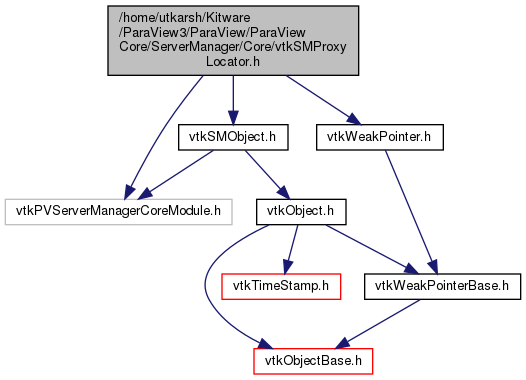 /home/utkarsh/Kitware
/ParaView3/ParaView/ParaView
Core/ServerManager/Core/vtkSMProxy
Locator.h
vtkSMObject.h
vtkWeakPointer.h
vtkPVServerManagerCoreModule.h
vtkObject.h
vtkTimeStamp.h
vtkWeakPointerBase.h
vtkObjectBase.h